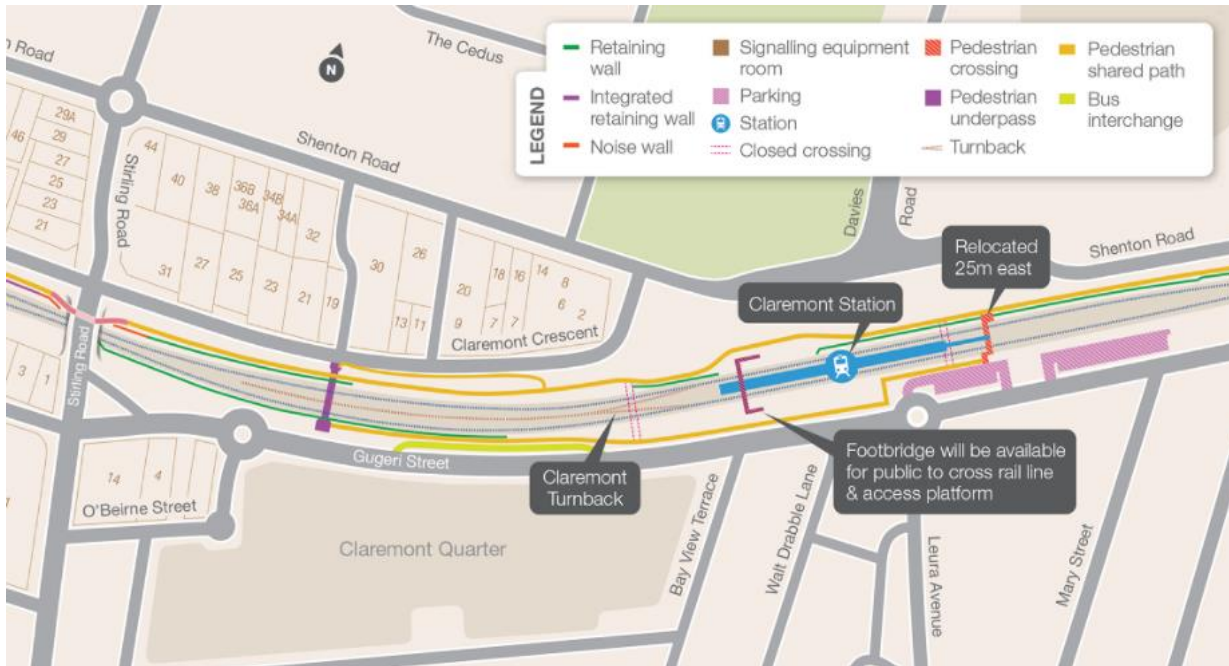 The Cedus
Shenton Road
N
LEGEND
Retaining
wall
Integrated
retaining wall
Noise wall
Signalling equipment
room
Parking
Station
Closed crossing
Pedestrian
crossing
Pedestrian
underpass
Turnback
Pedestrian
shared path
Bus
interchange
Shenton Road
Stirling Road
46
29A
29
27
25
23
21
44
40
38
36B
36A
34B
34A
32
31
27
25
23
21
19
30
26
13
11
20
9
18
16
14
8
6
2
7
7
Claremont Crescent
Davies
Road
Shenton Road
Relocated
25m east
Claremont Station
Stirling Road
3
1
14
4
O'Beirne Street
Gugeri Street
Claremont
Turnback
Footbridge will be available
for public to cross rail line
& access platform
Claremont Quarter
Bay View Terrace
Walt Drabble Lane
Leura Avenue
Mary Street